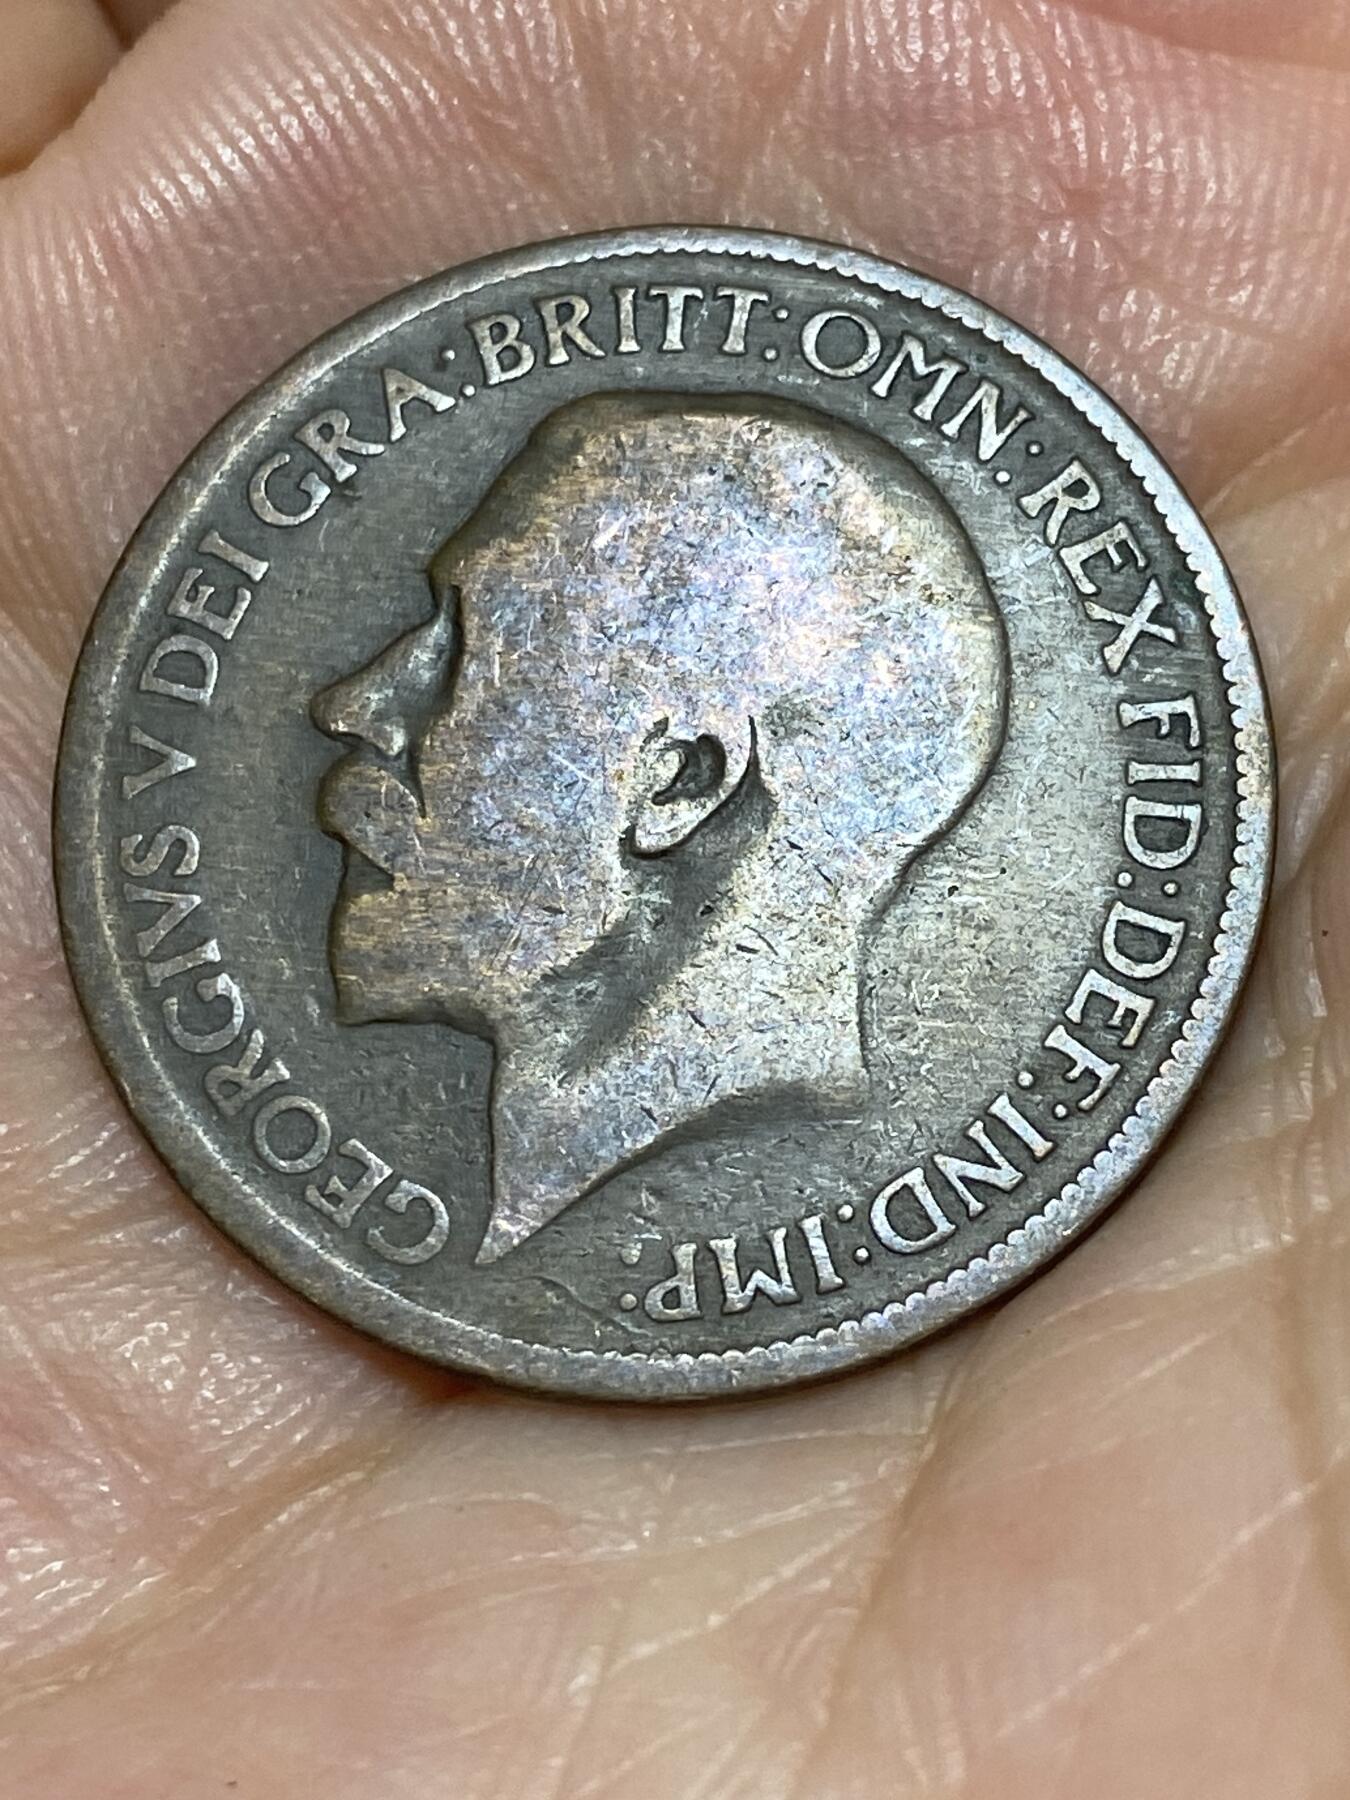 GEORGIVS V DEI GRA: BRITT: OMN: REX FID: DEF: IND: IMP: